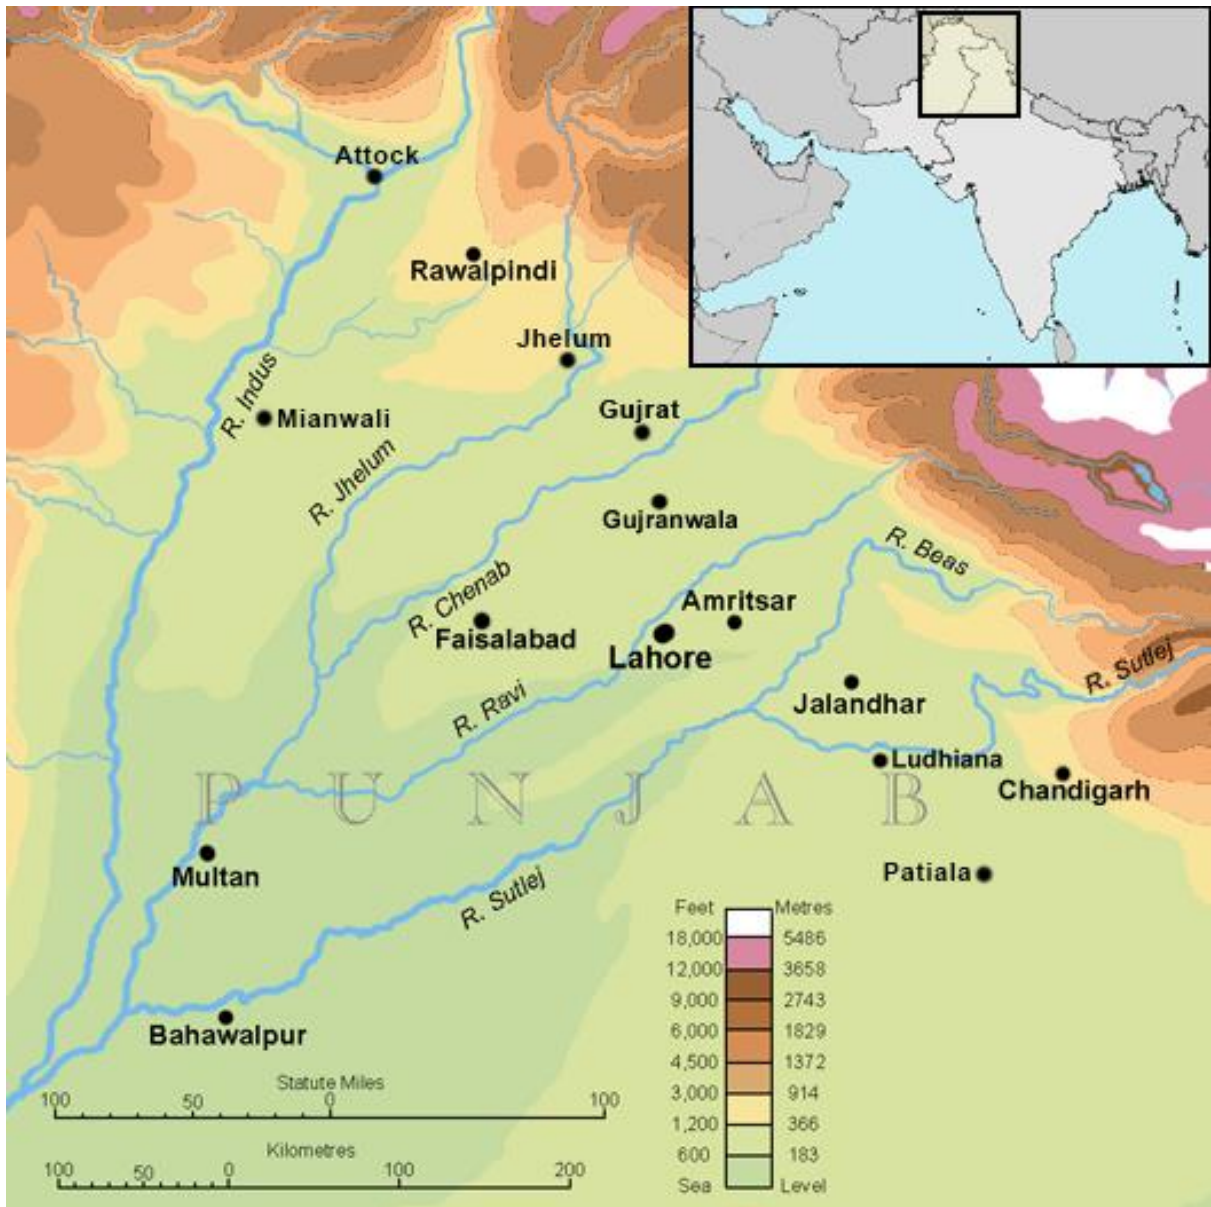 Attock
Rawalpindi
Jhelum
R. Indus
Mianwali
Gujrat
R. Jhelum
Gujranwala
R. Beas
R. Chenab
Amritsar
Faisalabad
Lahore
R. Sutlej
R. Ravi
Jalandhar
Ludhiana
PUNJAB
Chandigarh
Multan
Patiala
R. Sutlej
Bahawalpur
Feet Metres
18,000 5486
12,000 3658
9,000 2743
6,000 1829
4,500 1372
3,000 914
1,200 366
600 183
Sea Level
Statute Miles
100 50 0 100
Kilometres
100 50 0 100 200